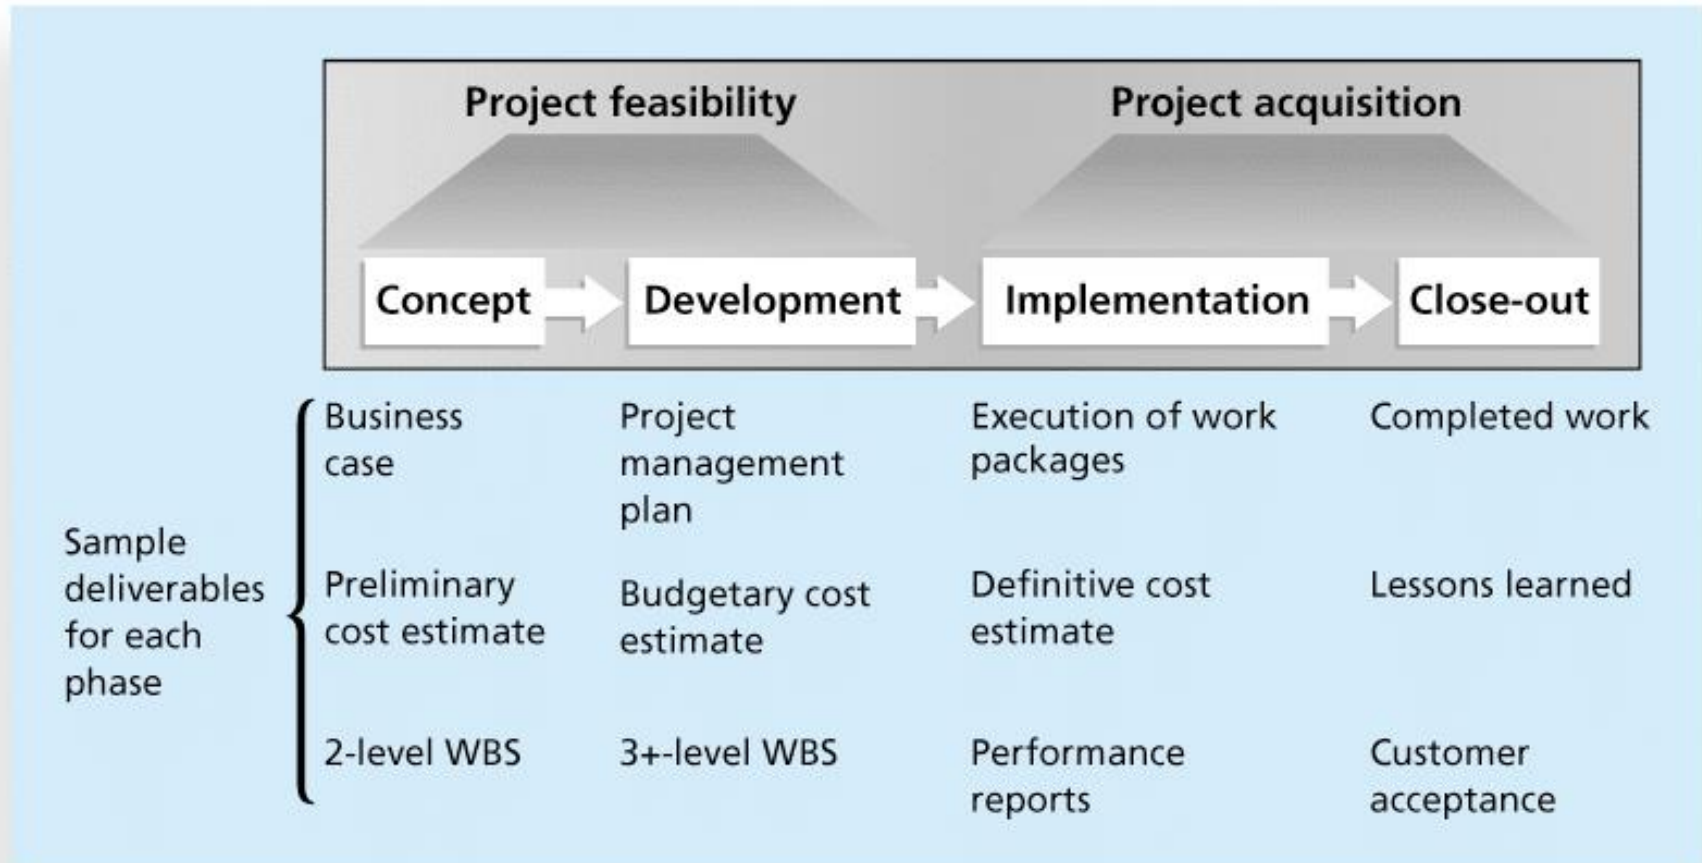 Project feasibility
Project acquisition
Concept
Development
Implementation
Close-out
Sample
deliverables
for each
phase
Business
case
Project
management
plan
Execution of work
packages
Completed work
Preliminary
cost estimate
Budgetary cost
estimate
Definitive cost
estimate
Lessons learned
2-level WBS
3+-level WBS
Performance
reports
Customer
acceptance